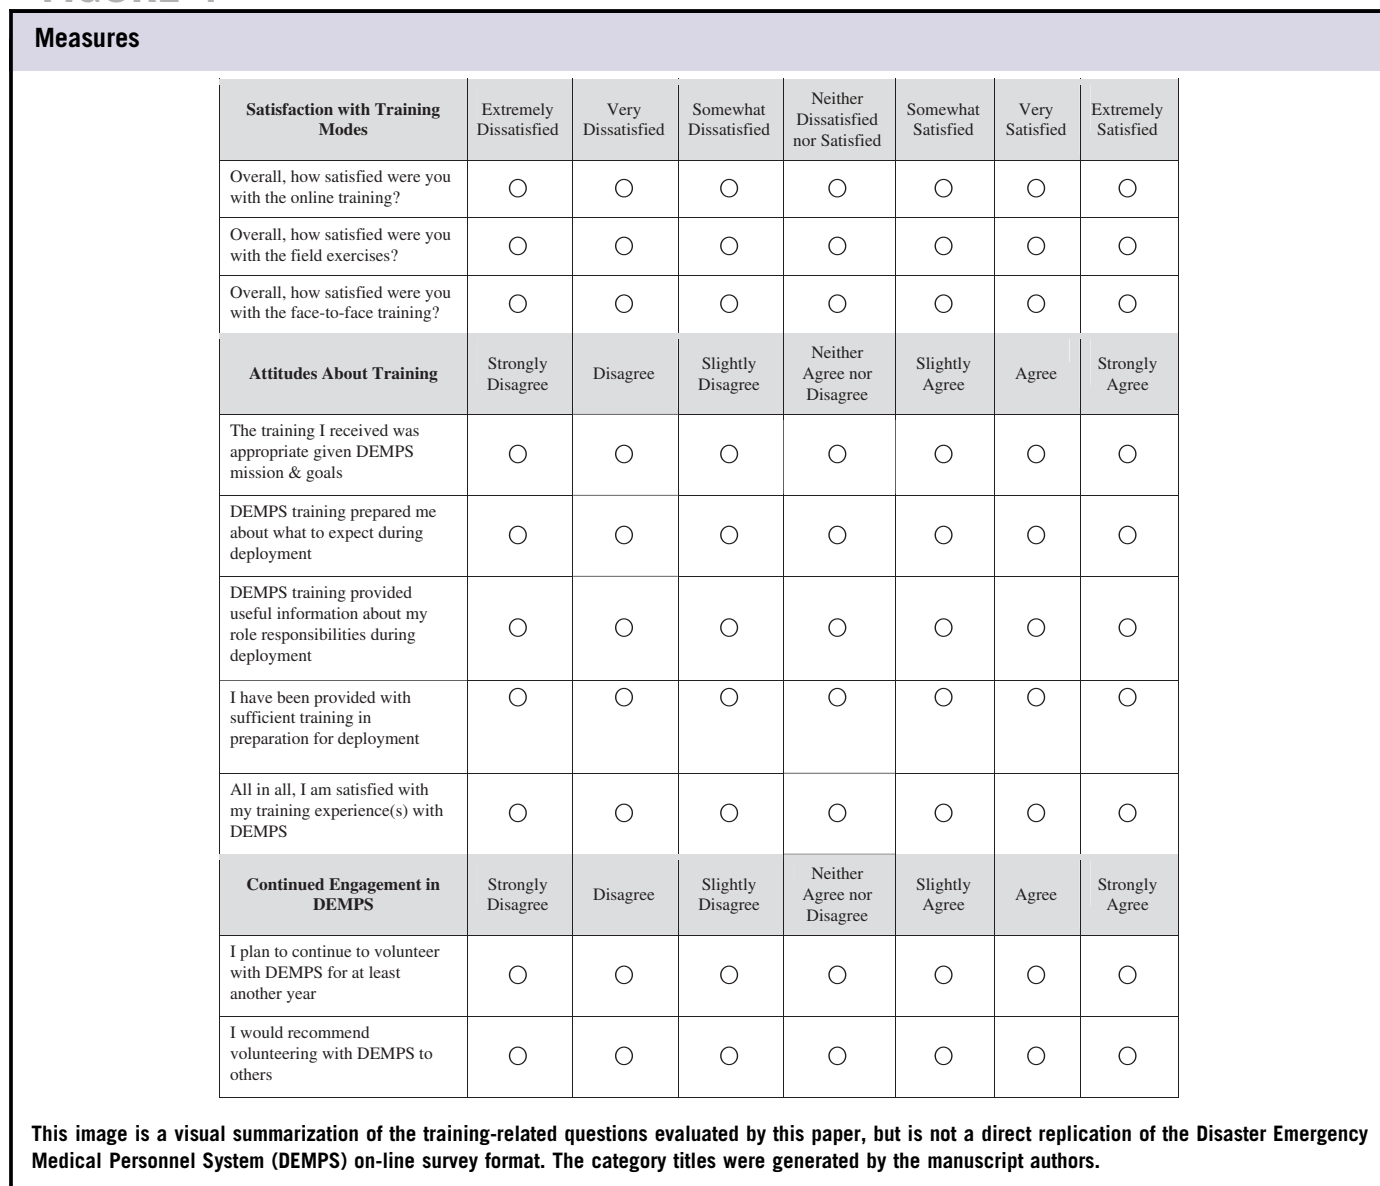 Measures
Satisfaction with Training
Modes
Extremely
Dissatisfied
Very
Dissatisfied
Somewhat
Dissatisfied
Neither
Dissatisfied
nor Satisfied
Somewhat
Satisfied
Very
Satisfied
Extremely
Satisfied
Overall, how satisfied were you
with the online training?
Overall, how satisfied were you
with the field exercises?
Overall, how satisfied were you
with the face-to-face training?
Attitudes About Training
Strongly
Disagree
Disagree
Slightly
Disagree
Neither
Agree nor
Disagree
Slightly
Agree
Agree
Strongly
Agree
The training I received was
appropriate given DEMPS
mission & goals
DEMPS training prepared me
about what to expect during
deployment
DEMPS training provided
useful information about my
role responsibilities during
deployment
I have been provided with
sufficient training in
preparation for deployment
All in all, I am satisfied with
my training experience(s) with
DEMPS
Continued Engagement in
DEMPS
Strongly
Disagree
Disagree
Slightly
Disagree
Neither
Agree nor
Disagree
Slightly
Agree
Agree
Strongly
Agree
I plan to continue to volunteer
with DEMPS for at least
another year
I would recommend
volunteering with DEMPS to
others
This image is a visual summarization of the training-related questions evaluated by this paper, but is not a direct replication of the Disaster Emergency
Medical Personnel System (DEMPS) on-line survey format. The category titles were generated by the manuscript authors.